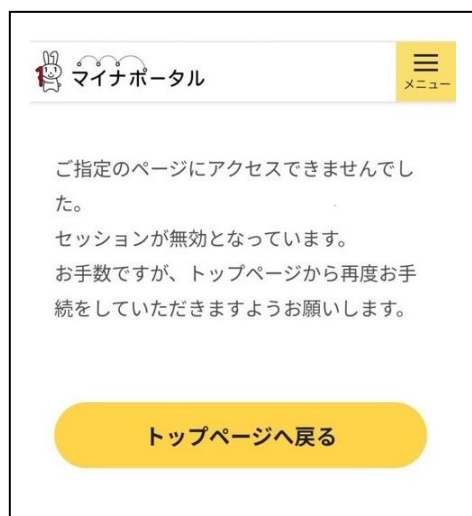 マイナポータル
メニュー
ご指定のページにアクセスできませんでし
た。
セッションが無効となっています。
お手数ですが、トップページから再度お手
続をしていただきますようお願いします。
トップページへ戻る